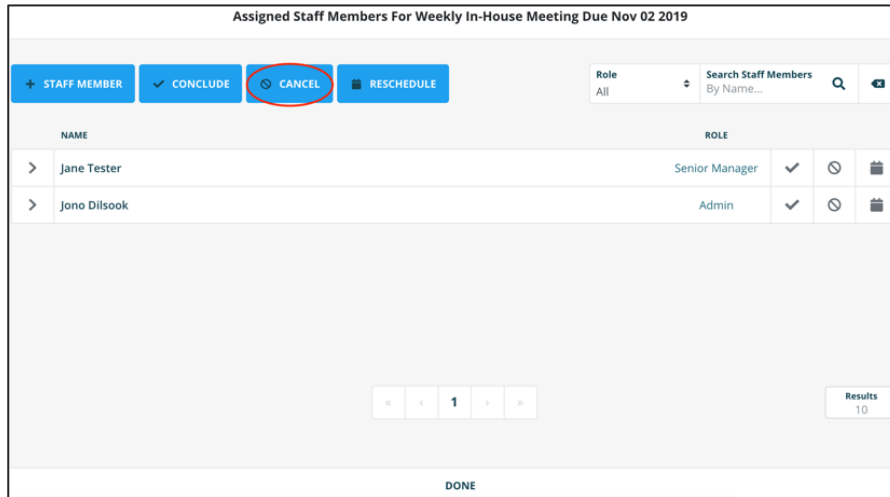 Assigned Staff Members For Weekly In-House Meeting Due Nov 02 2019
+ STAFF MEMBER CONCLUDE CANCEL RESCHEDULE
Role
All
Search Staff Members
By Name...
NAME ROLE
Jane Tester Senior Manager
Jono Dilsook Admin
« ‹ 1 › »
Results
10
DONE